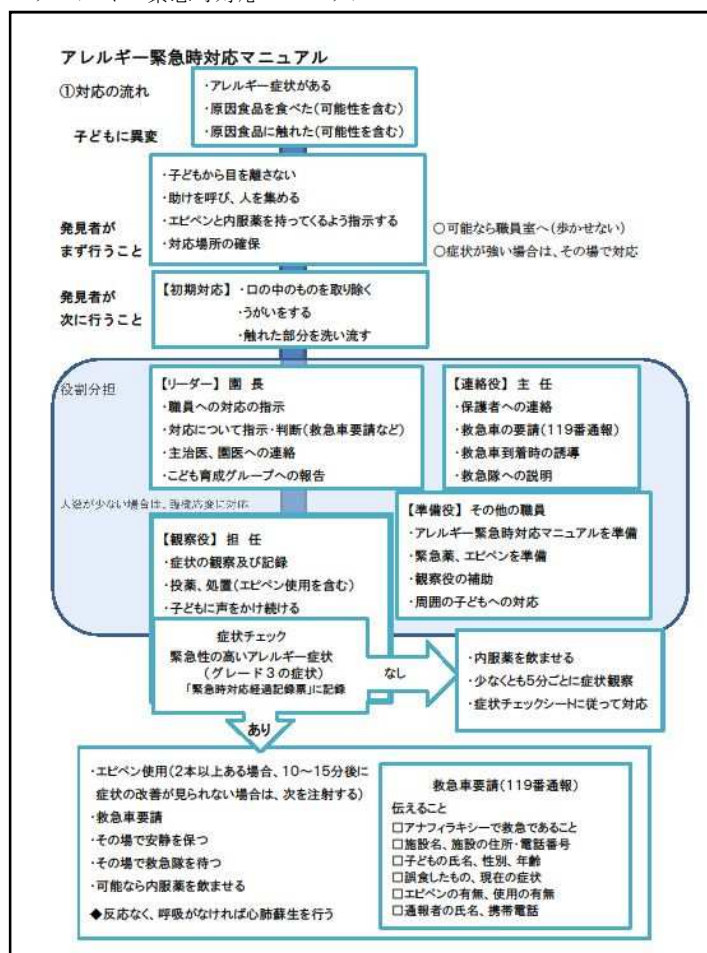 アレルギー緊急時対応マニュアル
①対応の流れ
・アレルギー症状がある
・原因食品を食べた(可能性を含む)
・原因食品に触れた(可能性を含む)
子どもに異変
・子どもから目を離さない
・助けを呼び、人を集める
・エピペンと内服薬を持ってくるよう指示する
・対応場所の確保
発見者が
まず行うこと
○可能なら職員室へ(歩かせない)
○症状が強い場合は、その場で対応
発見者が
次に行うこと
【初期対応】・口の中のものを取り除く
・うがいをする
・触れた部分を洗い流す
役割分担
【リーダー】園 長
・職員への対応の指示
・対応について指示・判断(救急車要請など)
・主治医、園医への連絡
・こども育成グループへの報告
【連絡役】主 任
・保護者への連絡
・救急車の要請(119番通報)
・救急車到着時の誘導
・救急隊への説明
人数が少ない場合は、臨機応変に対応
【観察役】担 任
・症状の観察及び記録
・投薬、処置(エピペン使用を含む)
・子どもに声をかけ続ける
【準備役】その他の職員
・アレルギー緊急時対応マニュアルを準備
・緊急薬、エピペンを準備
・観察役の補助
・周囲の子どもへの対応
症状チェック
緊急性の高いアレルギー症状
(グレード3の症状)
「緊急時対応経過記録票」に記録
なし
・内服薬を飲ませる
・少なくとも5分ごとに症状観察
・症状チェックシートに従って対応
あり
・エピペン使用(2本以上ある場合、10～15分後に
症状の改善が見られない場合は、次を注射する)
・救急車要請
・その場で安静を保つ
・その場で救急隊を待つ
・可能なら内服薬を飲ませる
◆反応なく、呼吸がなければ心肺蘇生を行う
救急車要請(119番通報)
伝えること
□アナフィラキシーで救急であること
□施設名、施設の住所・電話番号
□子どもの氏名、性別、年齢
□誤食したもの、現在の症状
□エピペンの有無、使用の有無
□通報者の氏名、携帯電話